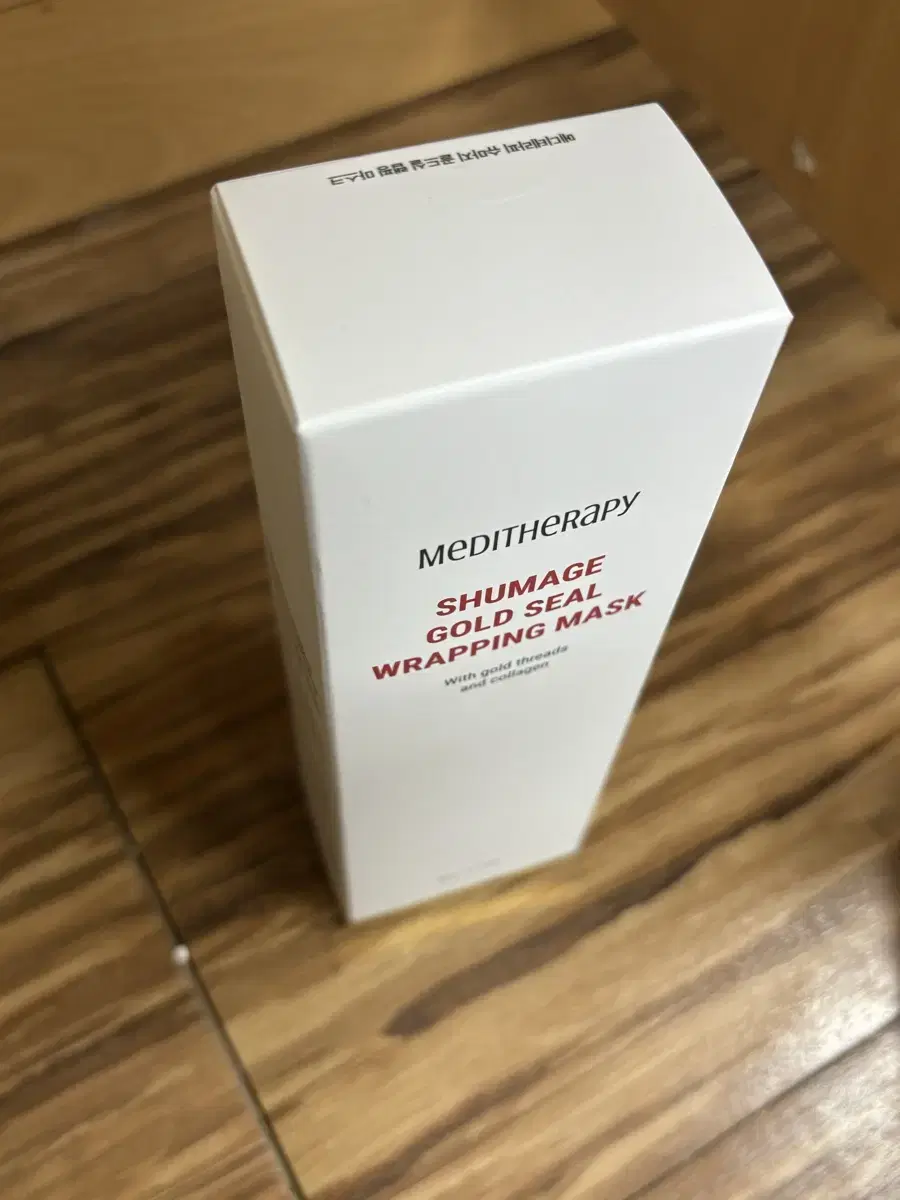 메디테라피 슈마지 골드실 랩핑 마스크
MEDITHERAPY
SHUMAGE
GOLD SEAL
WRAPPING MASK
With gold threads
and collagen